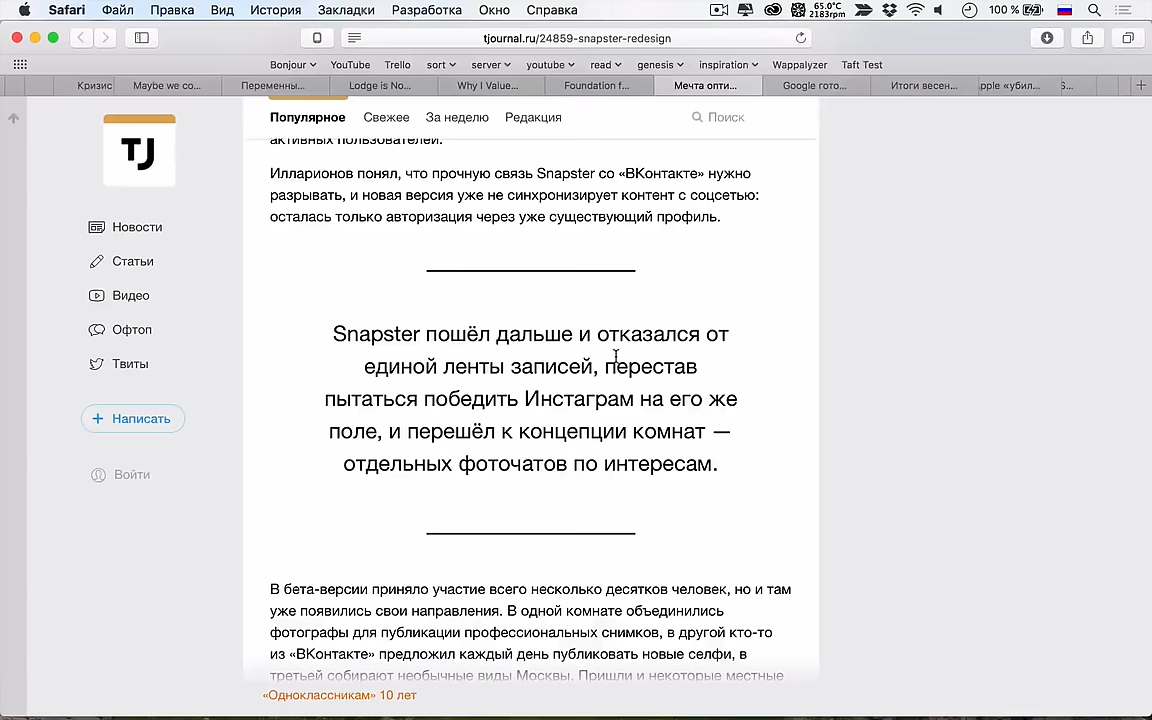 Safari Файл Правка Вид История Закладки Разработка Окно Справка 65.0°C 2183rpm 100 %
tjournal.ru/24859-snapster-redesign
Bonjour YouTube Trello sort server youtube read genesis inspiration Wappalyzer Taft Test
Кризис Maybe we co... Переменны... Lodge is No... Why I Value... Foundation f... Мечта опти... Google гото... Итоги весен... pple «убил... S...
Популярное Свежее За неделю Редакция Поиск
TJ
Новости
Статьи
Видео
Офтоп
Твиты
+ Написать
Войти
активных пользователей.
Илларионов понял, что прочную связь Snapster со «ВКонтакте» нужно
разрывать, и новая версия уже не синхронизирует контент с соцсетью:
осталась только авторизация через уже существующий профиль.
Snapster пошёл дальше и отказался от
единой ленты записей, перестав
пытаться победить Инстаграм на его же
поле, и перешёл к концепции комнат —
отдельных фоточатов по интересам.
В бета-версии приняло участие всего несколько десятков человек, но и там
уже появились свои направления. В одной комнате объединились
фотографы для публикации профессиональных снимков, в другой кто-то
из «ВКонтакте» предложил каждый день публиковать новые селфи, в
третьей собирают необычные виды Москвы. Пришли и некоторые местные
«Одноклассникам» 10 лет